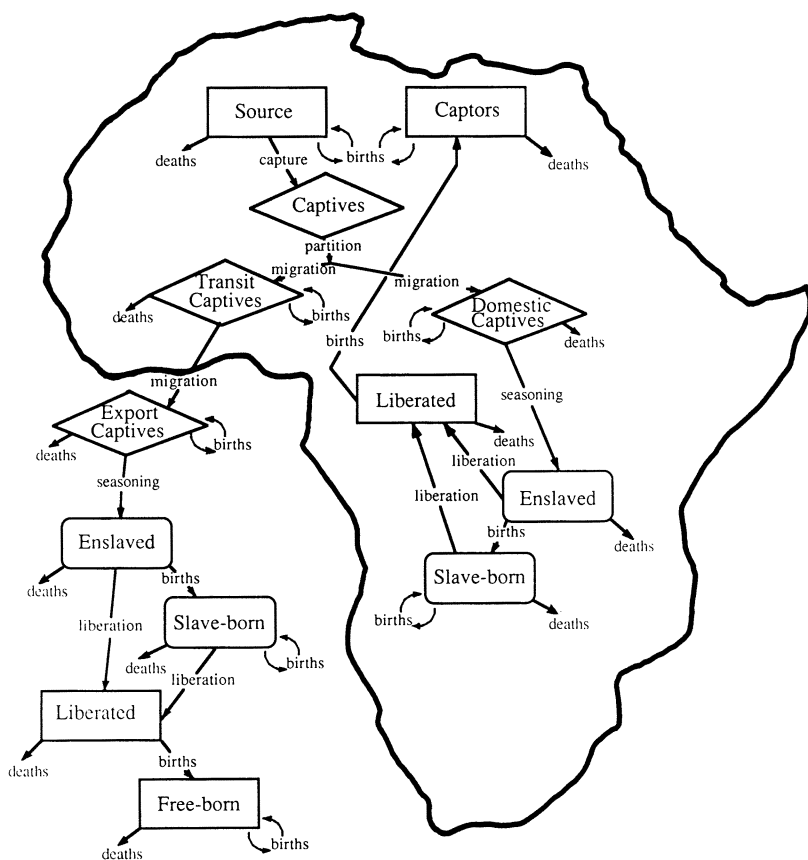 Source
Captors
deaths
capture
births
deaths
Captives
partition
migration
migration
Transit
Captives
births
deaths
Domestic
Captives
births
deaths
births
migration
Liberated
seasoning
Export
Captives
births
deaths
deaths
liberation
seasoning
liberation
Enslaved
births
deaths
Enslaved
births
deaths
Slave-born
births
deaths
liberation
Slave-born
births
deaths
liberation
Liberated
deaths
births
Free-born
births
deaths